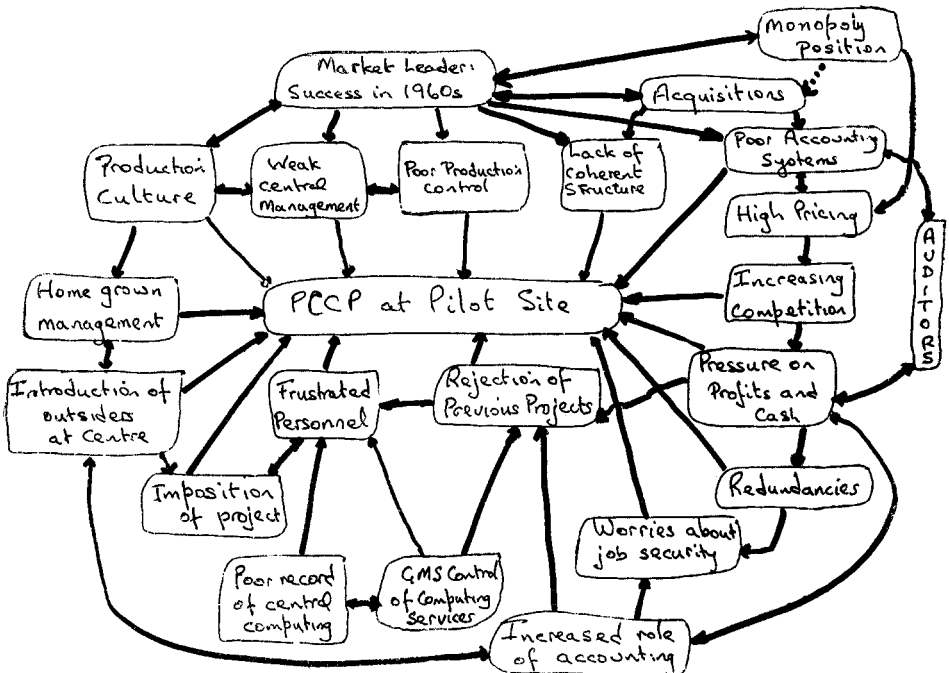 Monopoly
Position
Market Leader:
Success in 1960s
Acquisitions
Production
Culture
Weak
central
Management
Poor Production
Control
Lack of
Coherent
Structure
Poor Accounting
Systems
High Pricing
AUDITORS
Home grown
management
PCCP at Pilot Site
Increasing
Competition
Introduction of
outsiders
at Centre
Frustrated
Personnel
Rejection of
Previous Projects
Pressure on
Profits and
Cash
Imposition
of project
Redundancies
Worries about
job security
Poor record
of central
computing
GMS Control
of Computing
Services
Increased role
of accounting